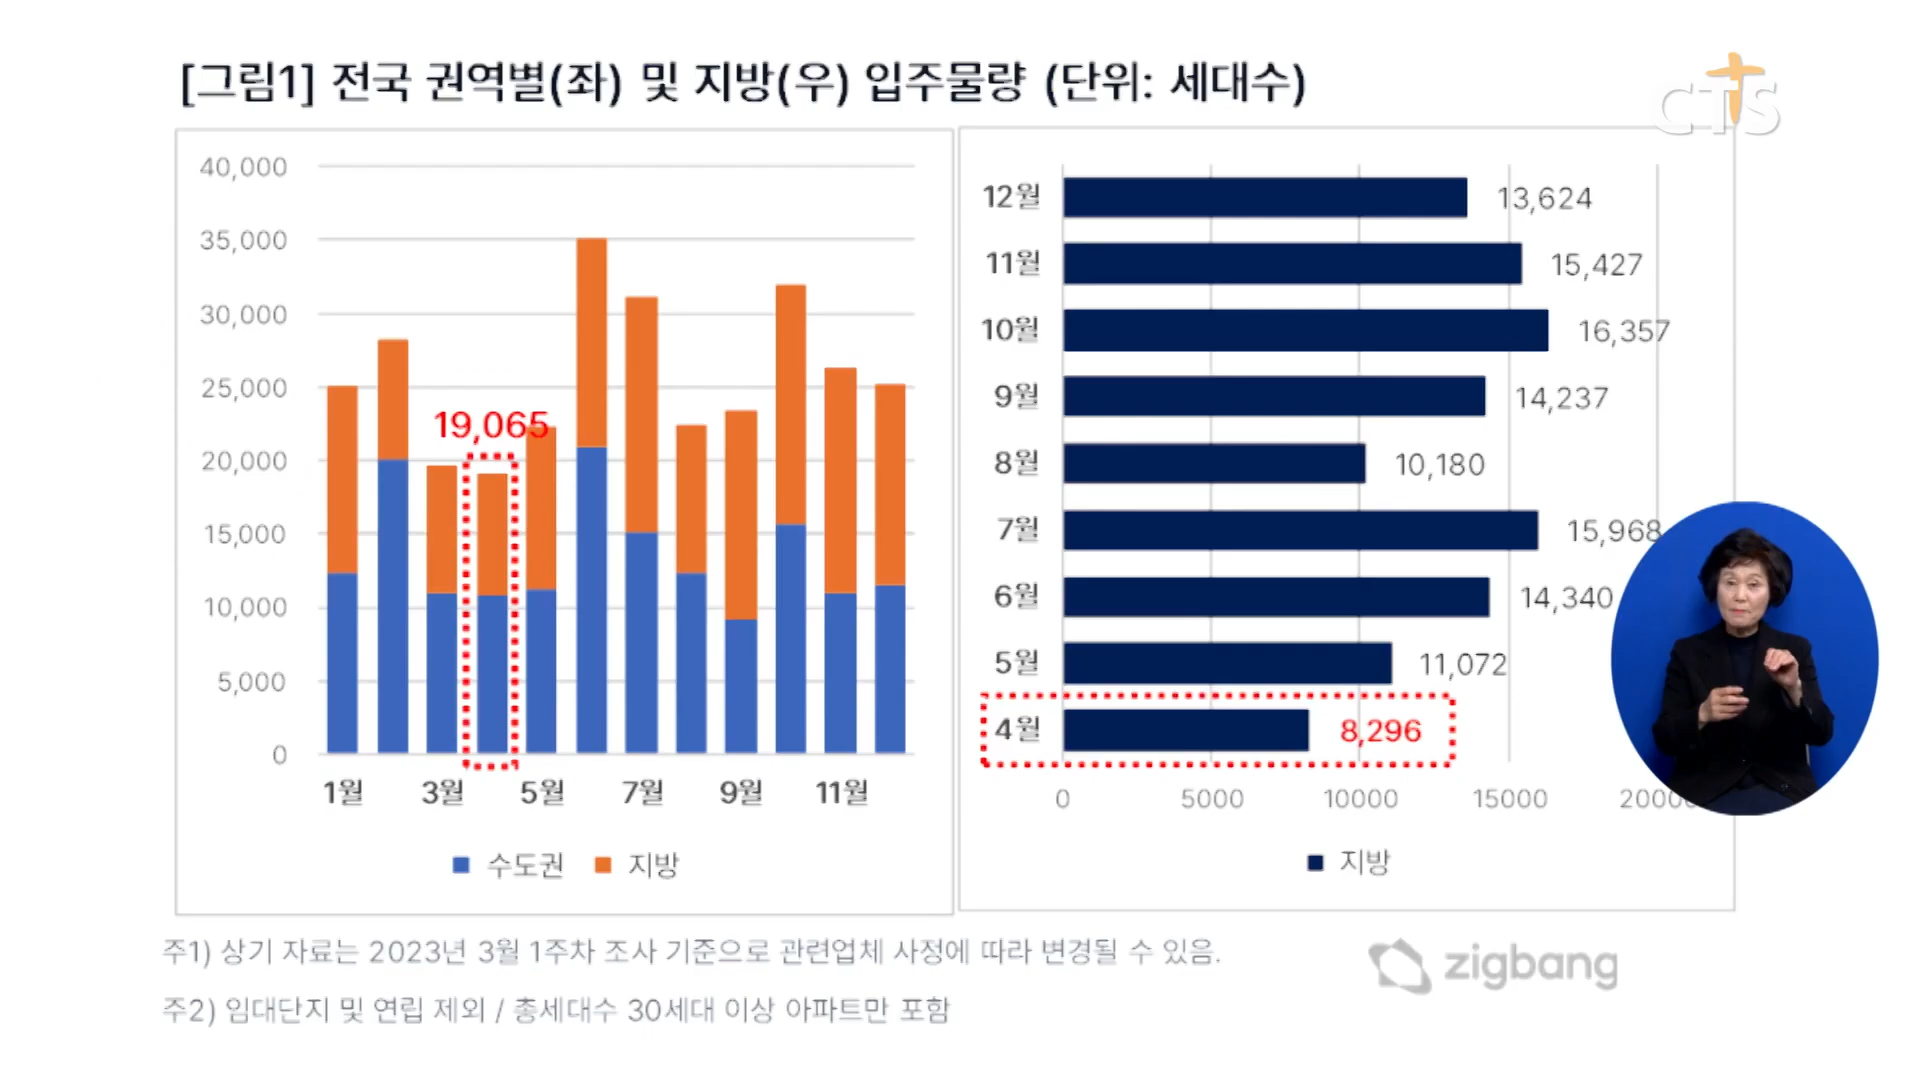 [그림1] 전국 권역별(좌) 및 지방(우) 입주물량 (단위: 세대수)
CTS
40,000
35,000
30,000
25,000
20,000
15,000
10,000
5,000
0
19,065
1월 3월 5월 7월 9월 11월
수도권 지방
12월 13,624
11월 15,427
10월 16,357
9월 14,237
8월 10,180
7월 15,968
6월 14,340
5월 11,072
4월 8,296
0 5000 10000 15000
지방
주1) 상기 자료는 2023년 3월 1주차 조사 기준으로 관련업체 사정에 따라 변경될 수 있음.
zigbang
주2) 임대단지 및 연립 제외 / 총세대수 30세대 이상 아파트만 포함